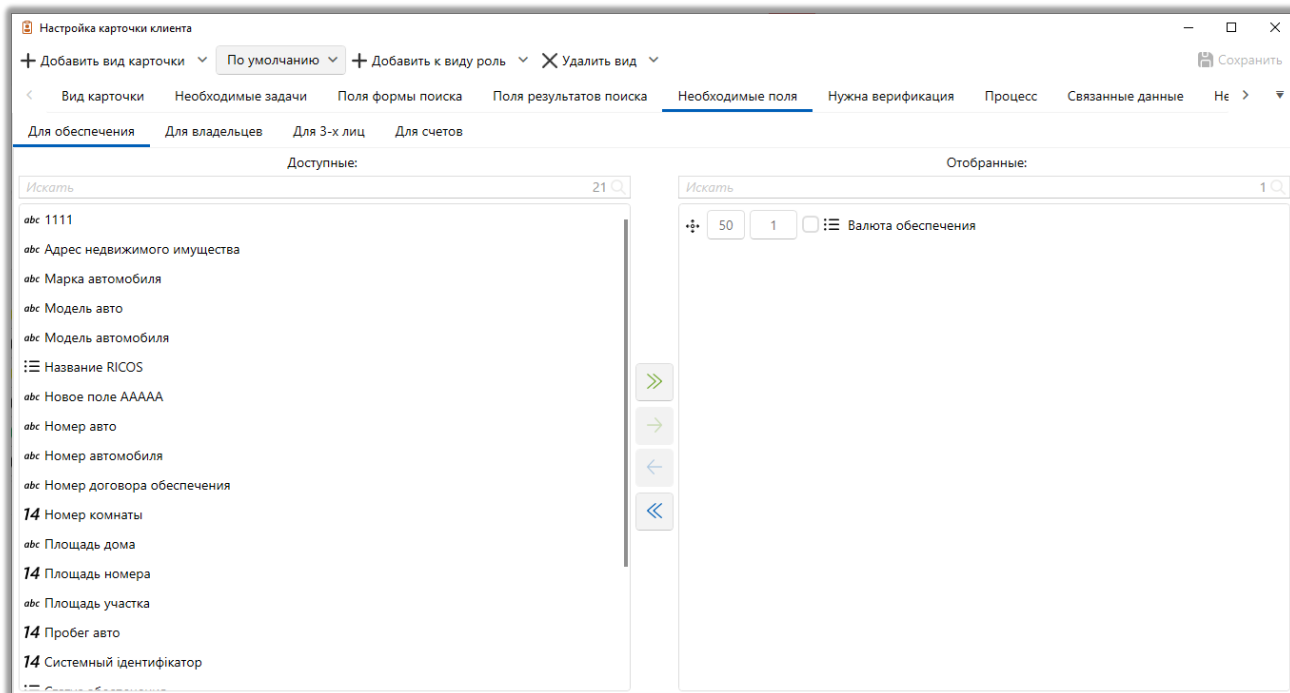 Настройка карточки клиента
Добавить вид карточки По умолчанию Добавить к виду роль Удалить вид Сохранить
Вид карточки Необходимые задачи Поля формы поиска Поля результатов поиска Необходимые поля Нужна верификация Процесс Связанные данные Не
Для обеспечения Для владельцев Для 3-х лиц Для счетов
Доступные: Отобранные:
Искать 21 Искать 1
abc 1111
50 1 Валюта обеспечения
abc Адрес недвижимого имущества
abc Марка автомобиля
abc Модель авто
abc Модель автомобиля
Название RICOS
abc Новое поле ААААА
abc Номер авто
abc Номер автомобиля
abc Номер договора обеспечения
14 Номер комнаты
abc Площадь дома
14 Площадь номера
abc Площадь участка
14 Пробег авто
14 Системный ідентифікатор